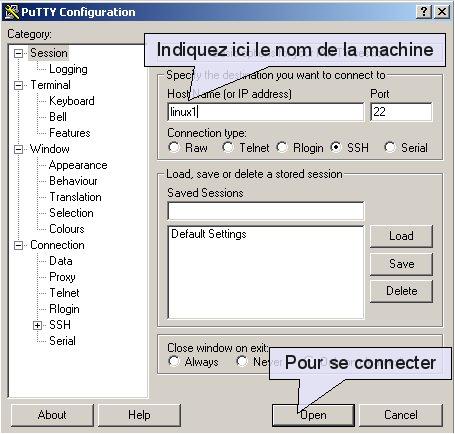 PuTTY Configuration
Category:
Session
Logging
Terminal
Keyboard
Bell
Features
Window
Appearance
Behaviour
Translation
Selection
Colours
Connection
Data
Proxy
Telnet
Rlogin
SSH
Serial
Indiquez ici le nom de la machine
Specify the destination you want to connect to
Host Name (or IP address) Port
linux1 22
Connection type:
Raw Telnet Rlogin SSH Serial
Load, save or delete a stored session
Saved Sessions
Default Settings
Load
Save
Delete
Close window on exit:
Always Never
Pour se connecter
About Help Open Cancel